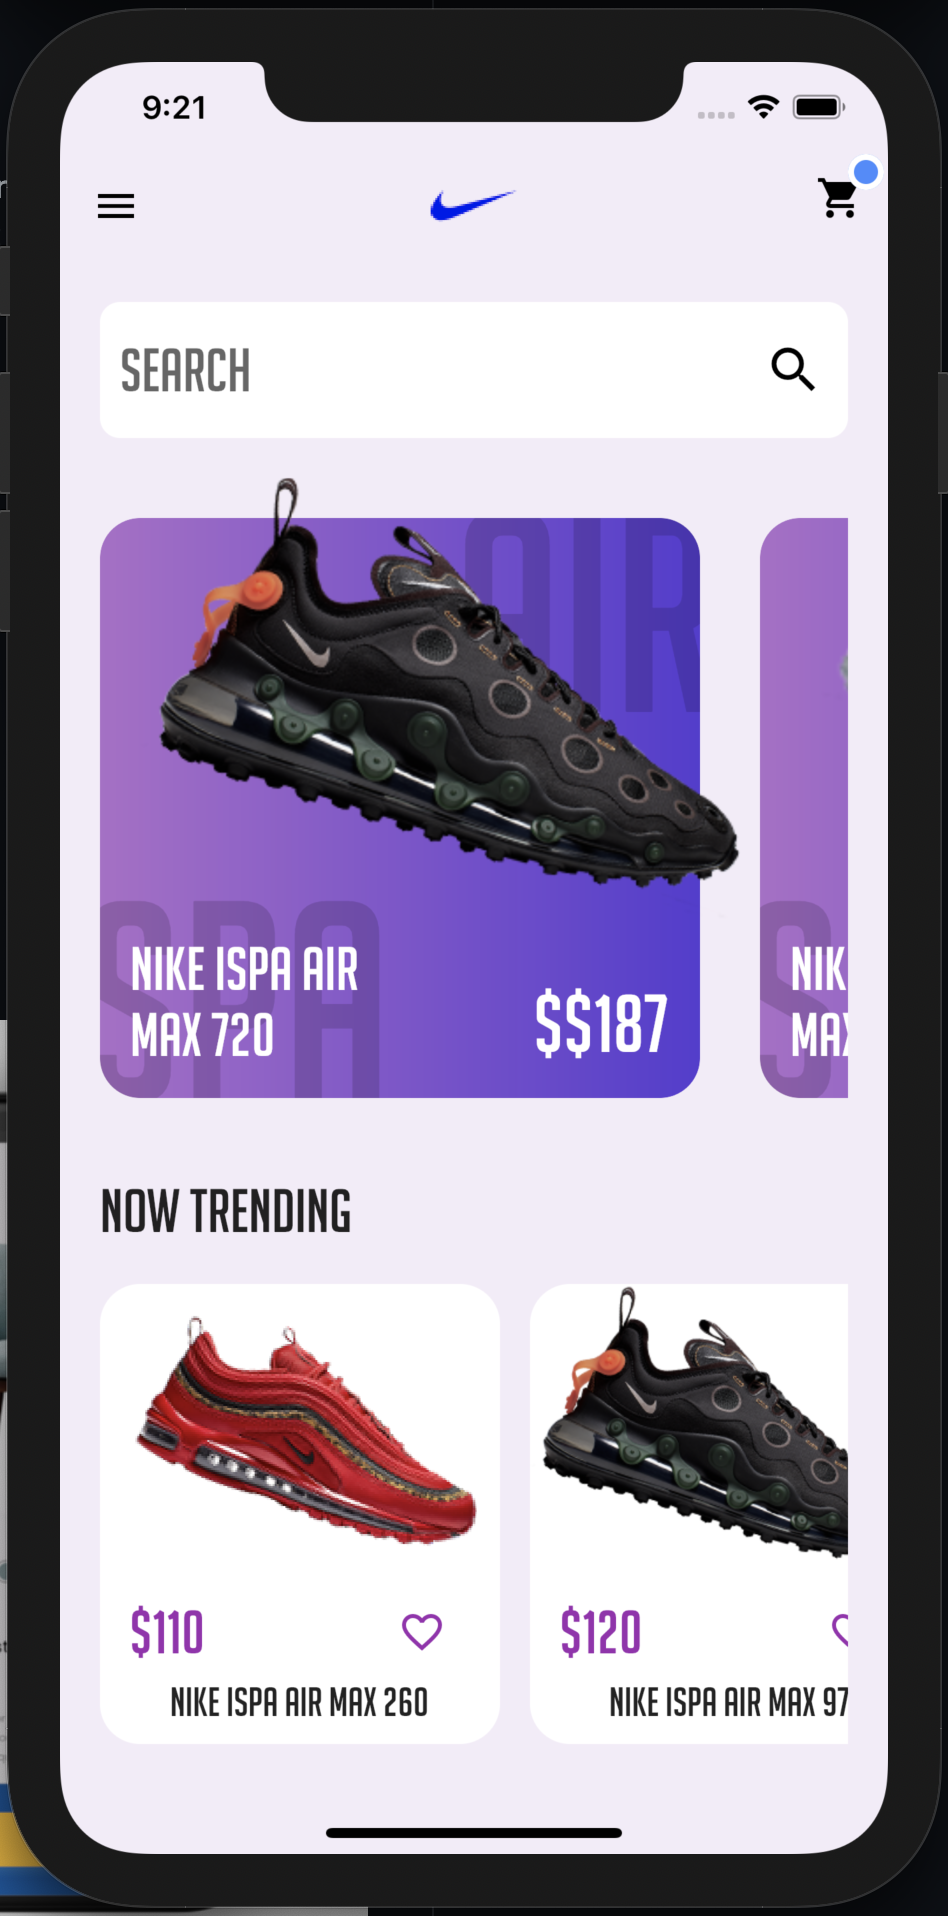 9:21
SEARCH
AIR
SPA
NIKE ISPA AIR
MAX 720
$$187
S
NIK
MA
NOW TRENDING
$110
NIKE ISPA AIR MAX 260
$120
NIKE ISPA AIR MAX 97